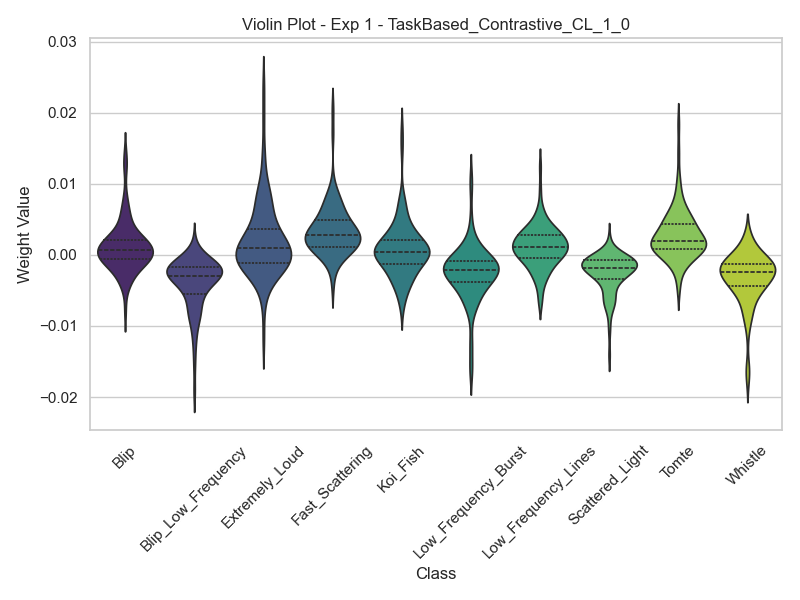 Violin Plot - Exp 1 - TaskBased_Contrastive_CL_1_0
Weight Value
0.03
0.02
0.01
0.00
−0.01
−0.02
Blip
Blip_Low_Frequency
Extremely_Loud
Fast_Scattering
Koi_Fish
Low_Frequency_Burst
Low_Frequency_Lines
Scattered_Light
Tomte
Whistle
Class